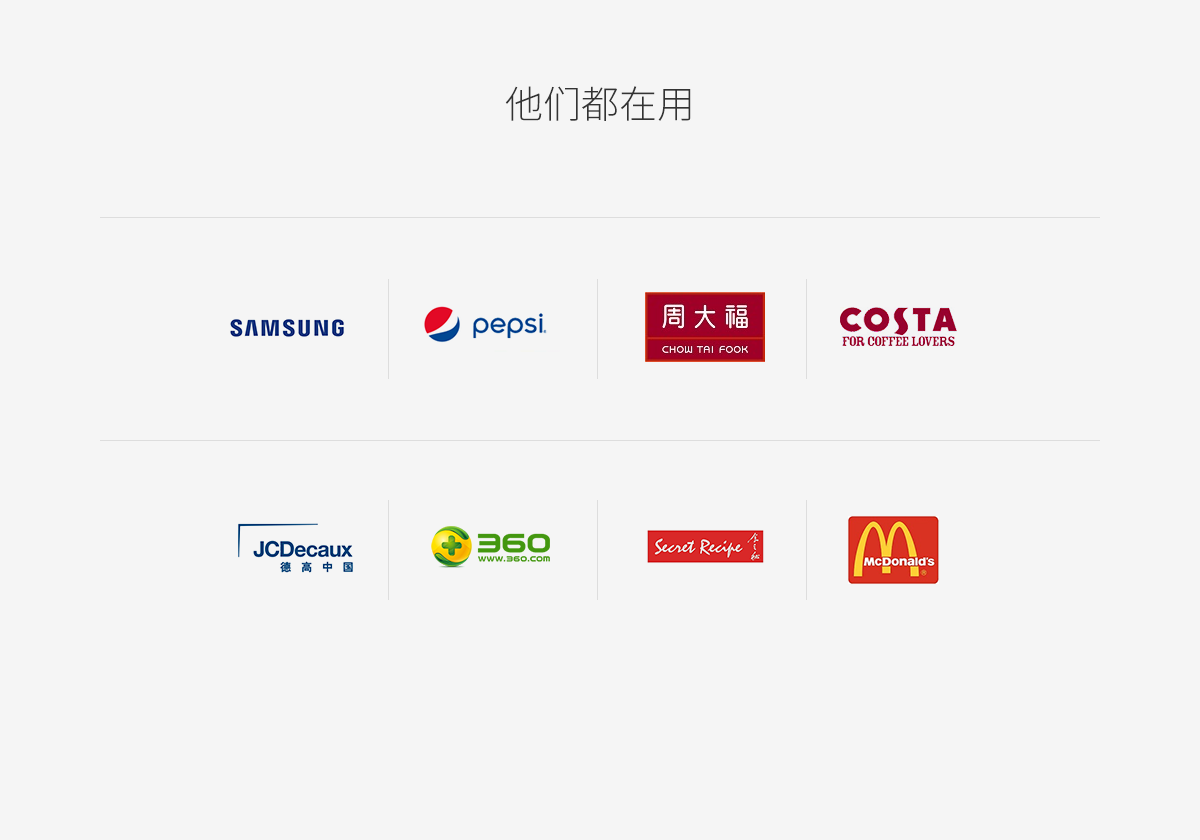 他们都在用
SAMSUNG
pepsi
周大福
CHOW TAI FOOK
COSTA
FOR COFFEE LOVERS
JCDecaux
德高中国
360
www.360.com
Secret Recipe
McDonald's